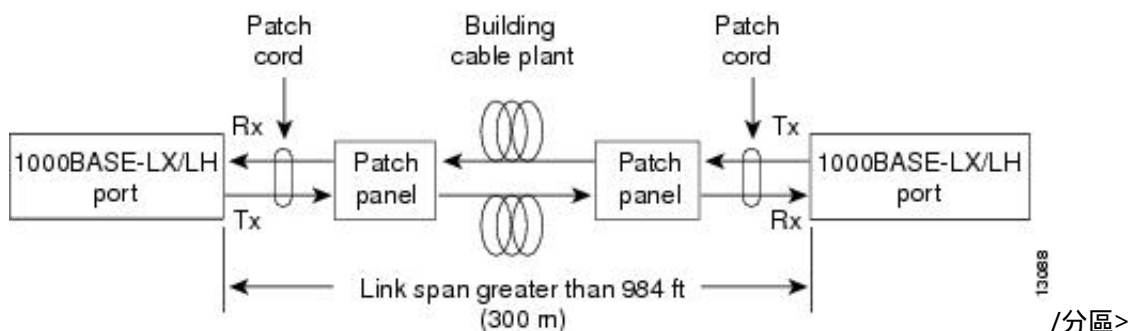 Patch
cord
Building
cable plant
Patch
cord
Rx
Tx
1000BASE-LX/LH
port
Patch
panel
Patch
panel
1000BASE-LX/LH
port
Tx
Rx
Link span greater than 984 ft
(300 m)
13088
/分區>